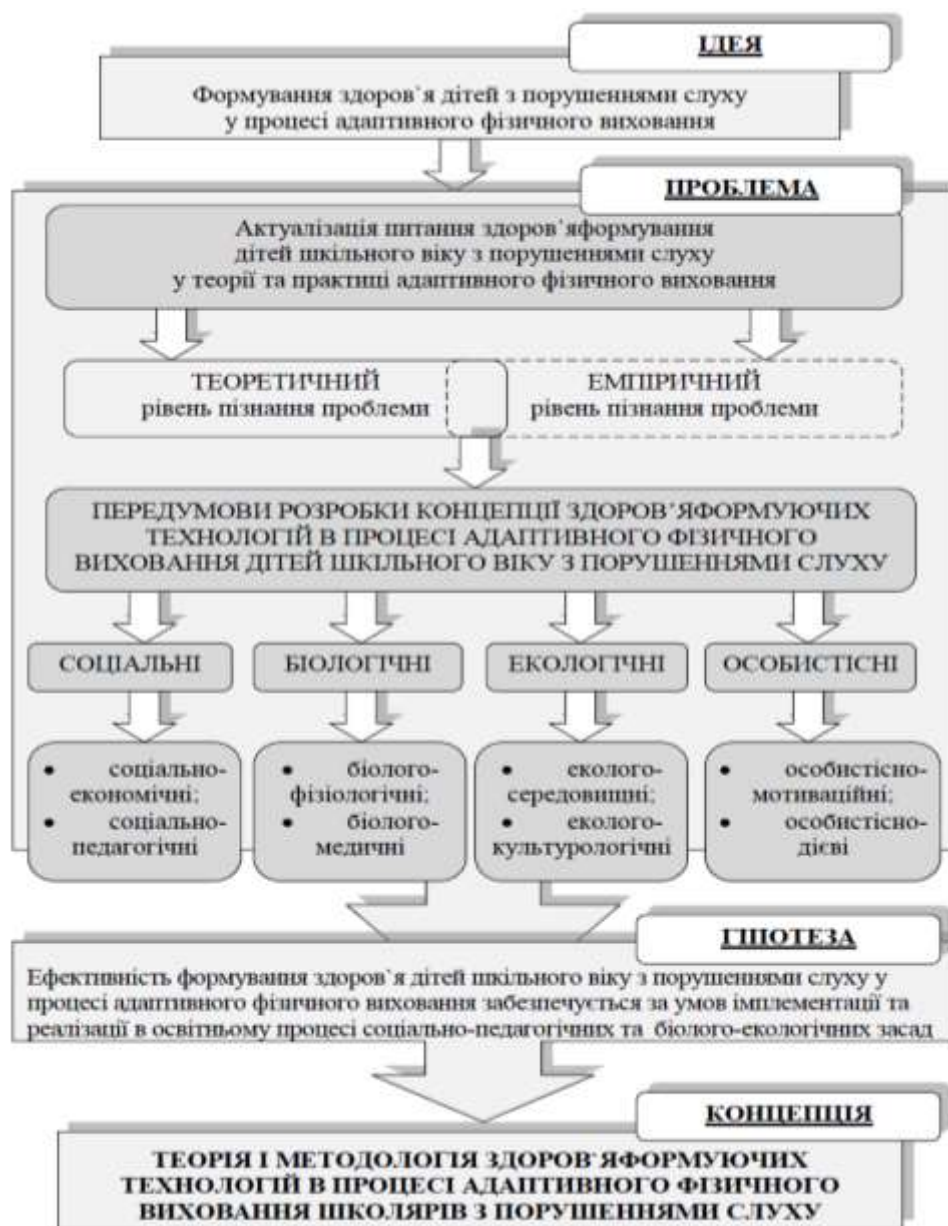 ІДЕЯ
Формування здоров`я дітей з порушеннями слуху
у процесі адаптивного фізичного виховання
ПРОБЛЕМА
Актуалізація питання здоров`яформування
дітей шкільного віку з порушеннями слуху
у теорії та практиці адаптивного фізичного виховання
ТЕОРЕТИЧНИЙ
рівень пізнання проблеми
ЕМПІРИЧНИЙ
рівень пізнання проблеми
ПЕРЕДУМОВИ РОЗРОБКИ КОНЦЕПЦІЇ ЗДОРОВ`ЯФОРМУЮЧИХ
ТЕХНОЛОГІЙ В ПРОЦЕСІ АДАПТИВНОГО ФІЗИЧНОГО
ВИХОВАННЯ ДІТЕЙ ШКІЛЬНОГО ВІКУ З ПОРУШЕННЯМИ СЛУХУ
СОЦІАЛЬНІ
БІОЛОГІЧНІ
ЕКОЛОГІЧНІ
ОСОБИСТІСНІ
• соціально-
економічні;
• соціально-
педагогічні
• біолого-
фізіологічні;
• біолого-
медичні
• еколого-
середовищні;
• еколого-
культурологічні
• особистісно-
мотиваційні;
• особистісно-
дієві
ГІПОТЕЗА
Ефективність формування здоров`я дітей шкільного віку з порушеннями слуху у
процесі адаптивного фізичного виховання забезпечується за умов імплементації та
реалізації в освітньому процесі соціально-педагогічних та біолого-екологічних засад
КОНЦЕПЦІЯ
ТЕОРІЯ І МЕТОДОЛОГІЯ ЗДОРОВ`ЯФОРМУЮЧИХ
ТЕХНОЛОГІЙ В ПРОЦЕСІ АДАПТИВНОГО ФІЗИЧНОГО
ВИХОВАННЯ ШКОЛЯРІВ З ПОРУШЕННЯМИ СЛУХУ